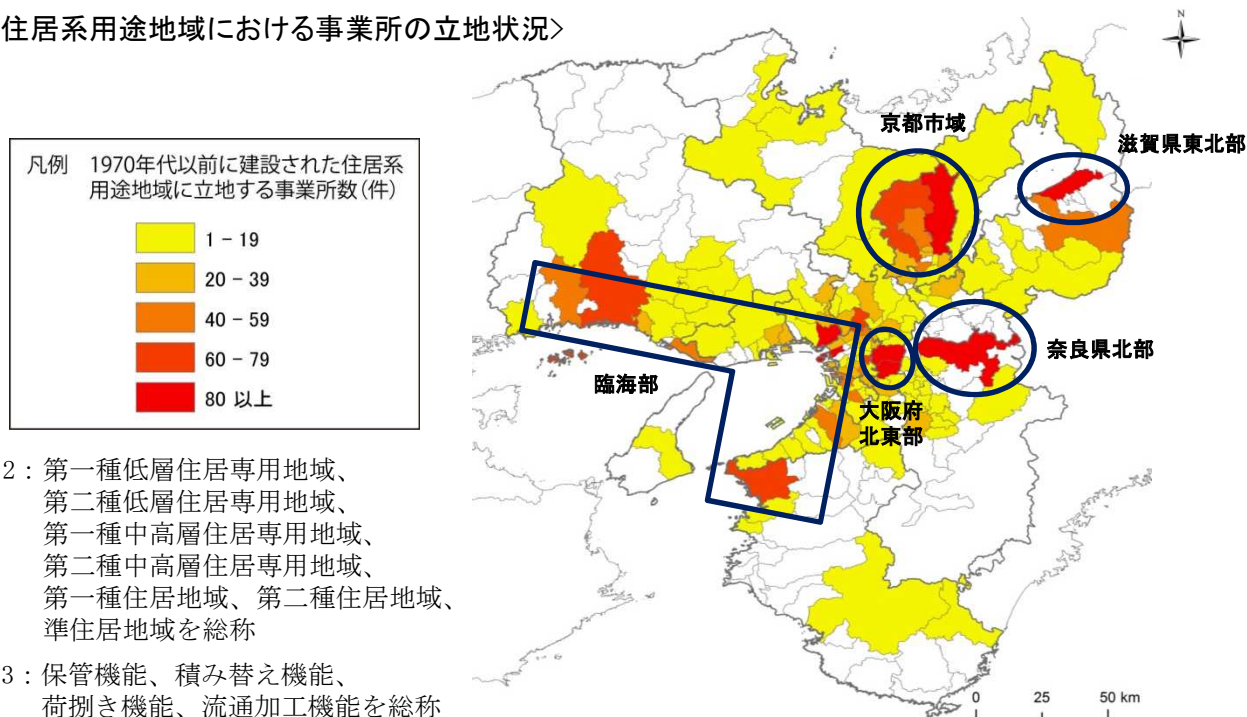 住居系用途地域における事業所の立地状況>
凡例 1970年代以前に建設された住居系
用途地域に立地する事業所数(件)
1 - 19
20 - 39
40 - 59
60 - 79
80 以上
2：第一種低層住居専用地域、
第二種低層住居専用地域、
第一種中高層住居専用地域、
第二種中高層住居専用地域、
第一種住居地域、第二種住居地域、
準住居地域を総称
3：保管機能、積み替え機能、
荷捌き機能、流通加工機能を総称
N
京都市域
滋賀県東北部
奈良県北部
臨海部
大阪府
北東部
0 25 50 km